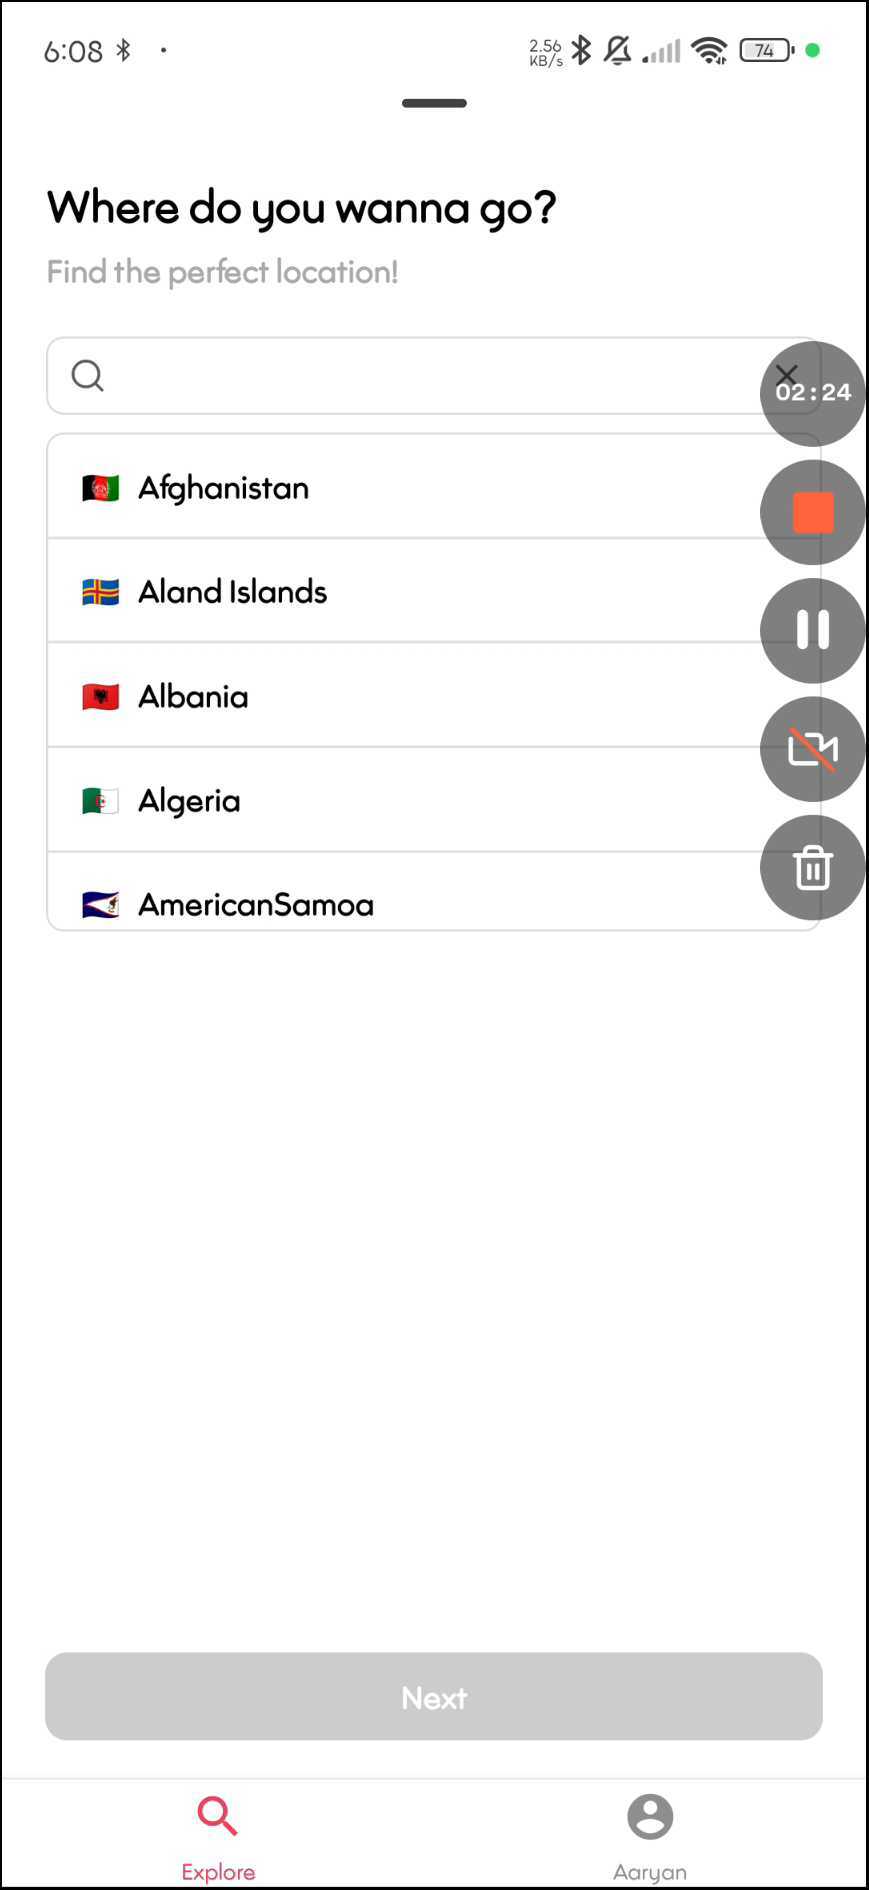 6:08
2.56
KB/s
74
Where do you wanna go?
Find the perfect location!
02:24
Afghanistan
Aland Islands
Albania
Algeria
AmericanSamoa
Next
Explore
Aaryan